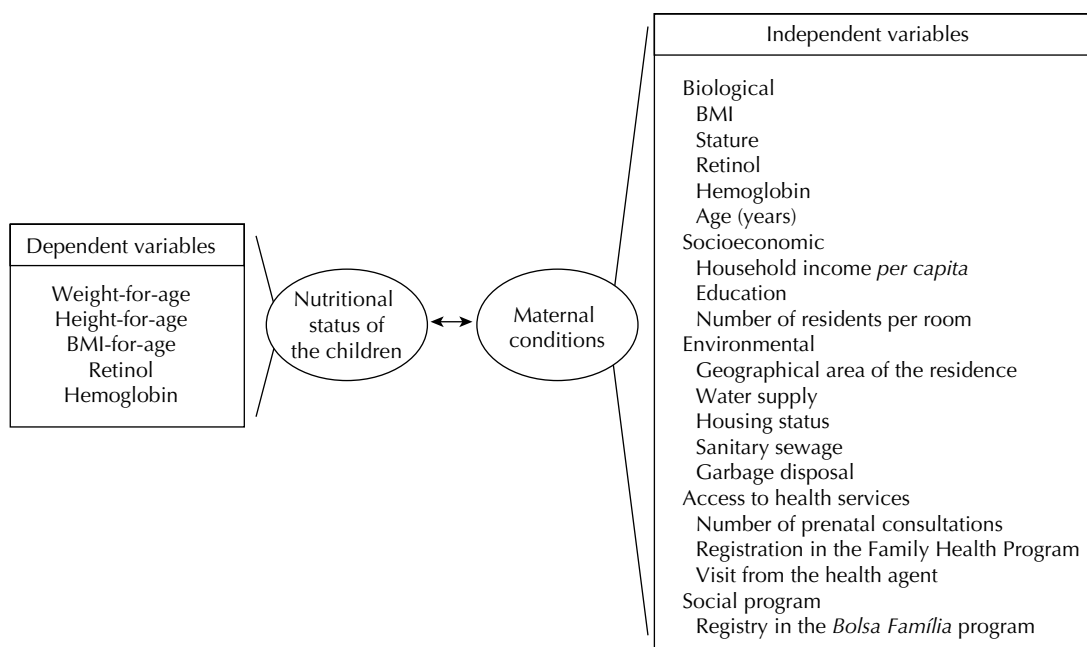 Dependent variables
Weight-for-age
Height-for-age
BMI-for-age
Retinol
Hemoglobin
Nutritional
status of
the children
Maternal
conditions
Independent variables
Biological
BMI
Stature
Retinol
Hemoglobin
Age (years)
Socioeconomic
Household income per capita
Education
Number of residents per room
Environmental
Geographical area of the residence
Water supply
Housing status
Sanitary sewage
Garbage disposal
Access to health services
Number of prenatal consultations
Registration in the Family Health Program
Visit from the health agent
Social program
Registry in the Bolsa Família program